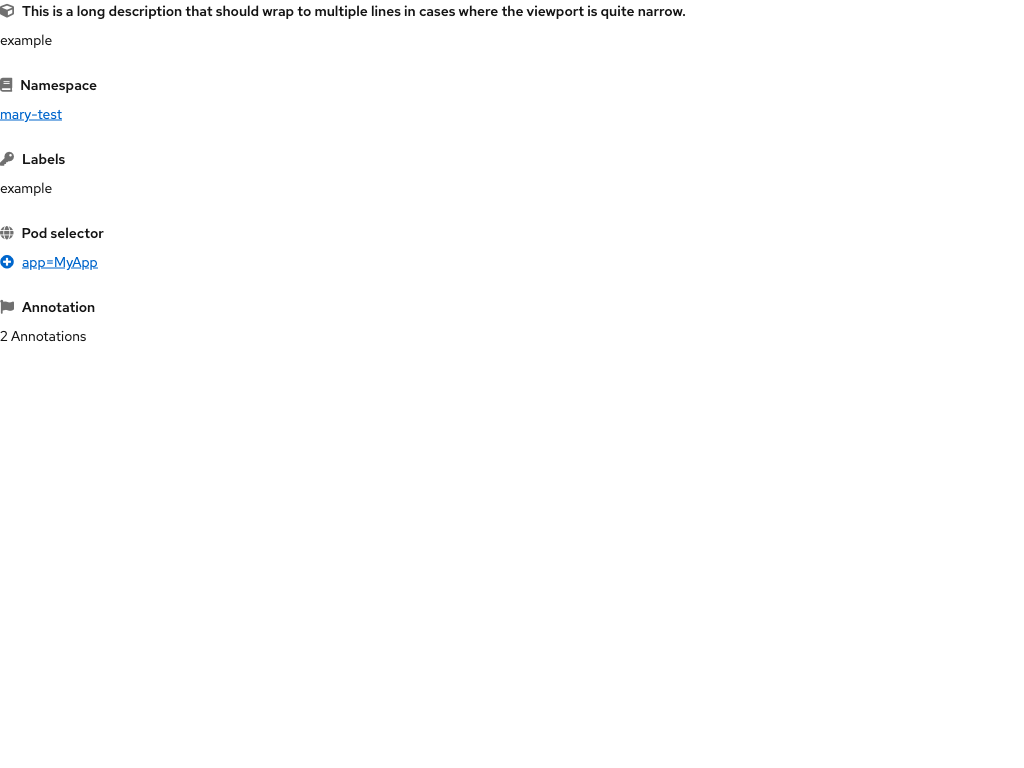 This is a long description that should wrap to multiple lines in cases where the viewport is quite narrow.
example
Namespace
mary-test
Labels
example
Pod selector
app=MyApp
Annotation
2 Annotations